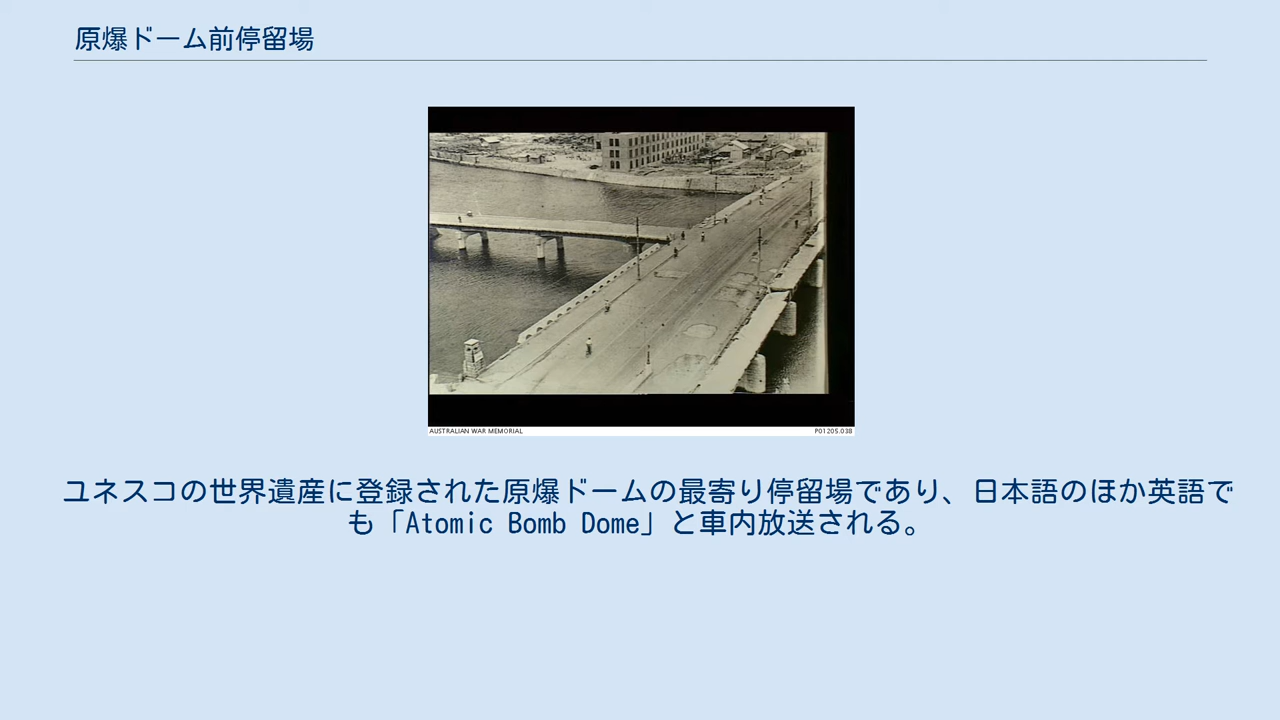 原爆ドーム前停留場
AUSTRALIAN WAR MEMORIAL
P01205.038
ユネスコの世界遺産に登録された原爆ドームの最寄り停留場であり、日本語のほか英語で
も「Atomic Bomb Dome」と車内放送される。